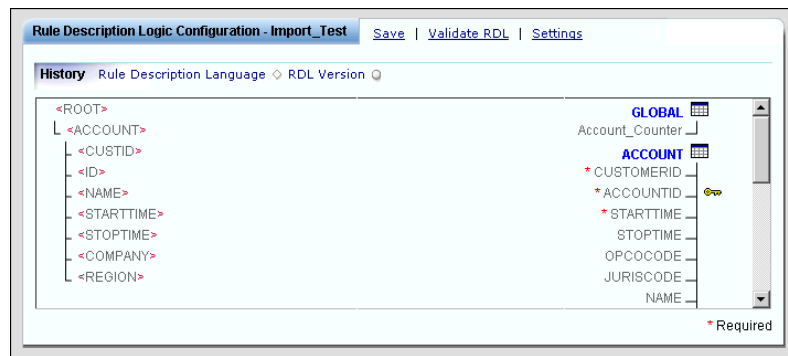 Rule Description Logic Configuration - Import_Test Save | Validate RDL | Settings
History Rule Description Language RDL Version
<ROOT> GLOBAL
<ACCOUNT> Account_Counter
<CUSTID> ACCOUNT
<ID> * CUSTOMERID
<NAME> * ACCOUNTID
<STARTTIME> * STARTTIME
<STOPTIME> STOPTIME
<COMPANY> OPCOCODE
<REGION> JURISCODE
NAME
* Required